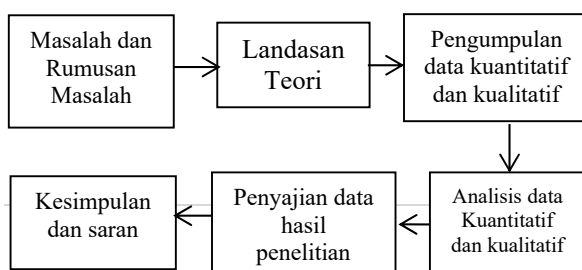 Masalah dan
Rumusan
Masalah
Landasan
Teori
Pengumpulan
data kuantitatif
dan kualitatif
Analisis data
Kuantitatif
dan kualitatif
Penyajian data
hasil
penelitian
Kesimpulan
dan saran